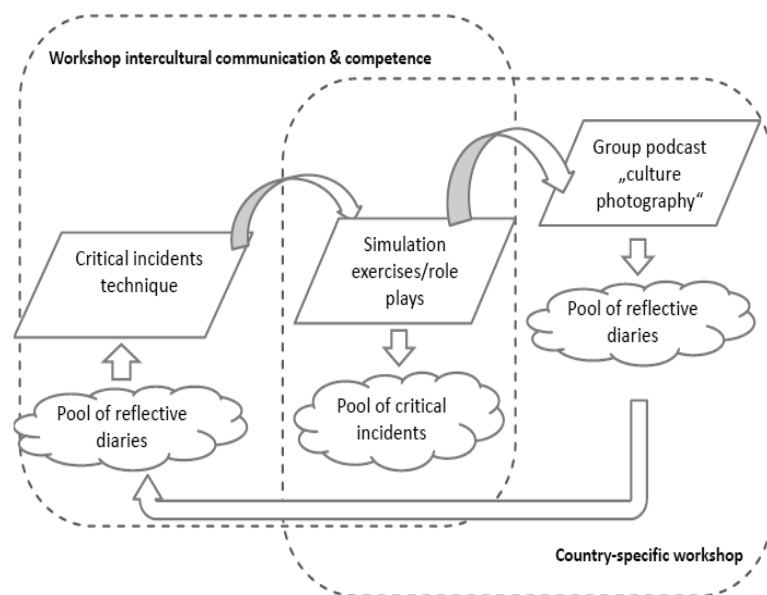 Workshop intercultural communication & competence
Group podcast
„culture
photography“
Critical incidents
technique
Simulation
exercises/role
plays
Pool of reflective
diaries
Pool of reflective
diaries
Pool of critical
incidents
Country-specific workshop